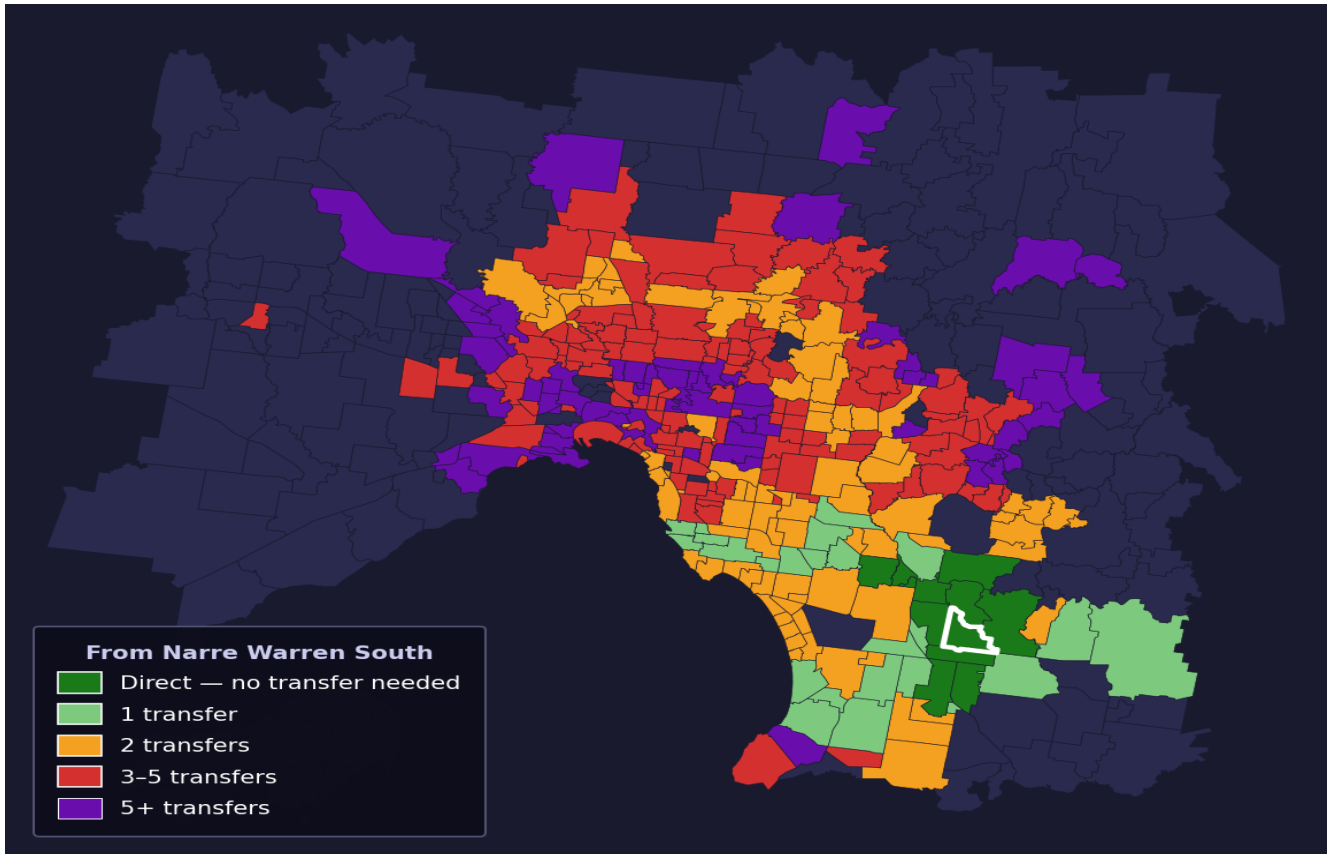 From Narre Warren South
Direct — no transfer needed
1 transfer
2 transfers
3–5 transfers
5+ transfers